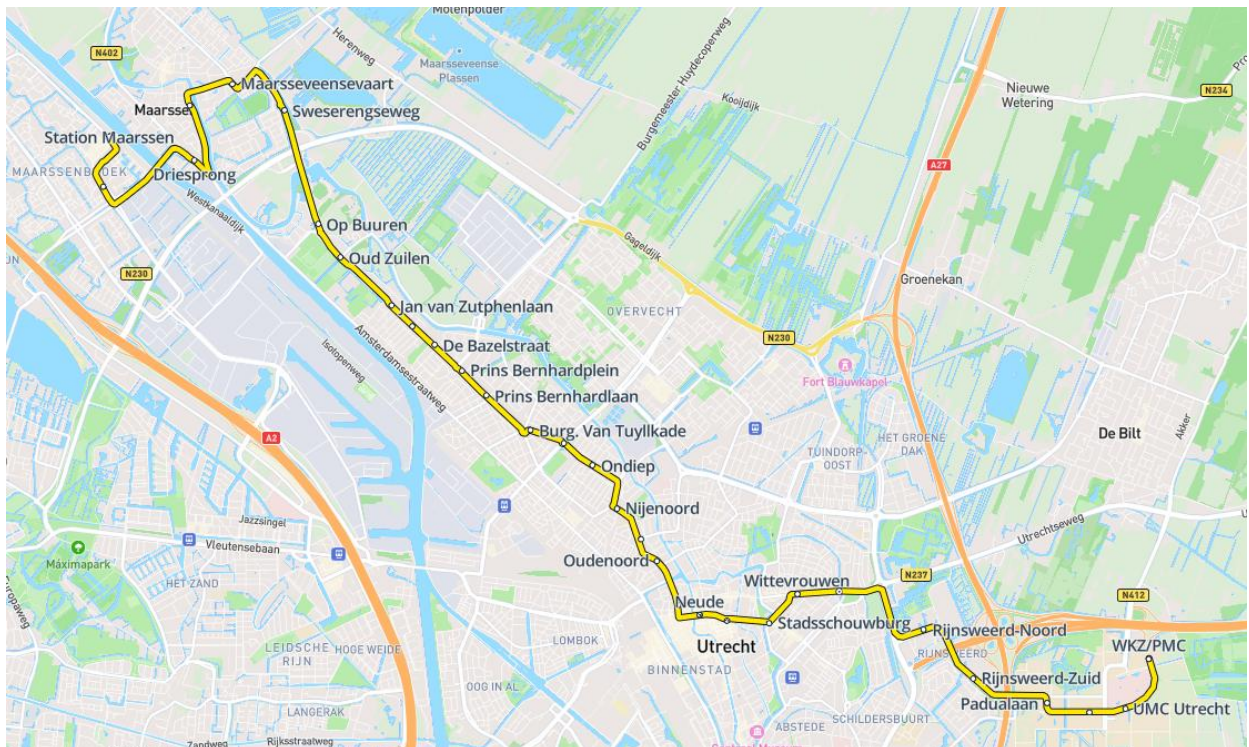 Molenpolder
N402
Herenweg
Maarsseveense
Plassen
Burgemeester Huydecoperweg
Kooijdijk
Nieuwe
Wetering
N234
Maarsseveensevaart
Maarsse
Sweserengseweg
Station Maarssen
MAARSSENBROEK
Driesprong
A27
Westkanaaldijk
Op Buuren
Gageldijk
Oud Zuilen
N230
Groenekan
Jan van Zutphenlaan
OVERVECHT
N230
De Bazelstraat
Amsterdamsestraatweg
Isotopenweg
Prins Bernhardplein
Fort Blauwkapel
Prins Bernhardlaan
Akker
A2
Burg. Van Tuyllkade
HET GROENE
DAK
De Bilt
TUINDORP-
OOST
Ondiep
Nijenoord
Jazzsingel
Vleutensebaan
Utrechtseweg
Máximapark
Oudenoord
HET ZAND
Wittevrouwen
N237
N412
Europaweg
Neude
Stadsschouwburg
Rijnsweerd-Noord
LOMBOK
Utrecht
WKZ/PMC
LEIDSCHE
RIJN
HOGE WEIDE
BINNENSTAD
RIJNSWEERD
Rijnsweerd-Zuid
OOG IN AL
Padualaan
UMC Utrecht
LANGERAK
ABSTEDE
SCHILDERSBUURT
Rijksstraatweg
Zandweg